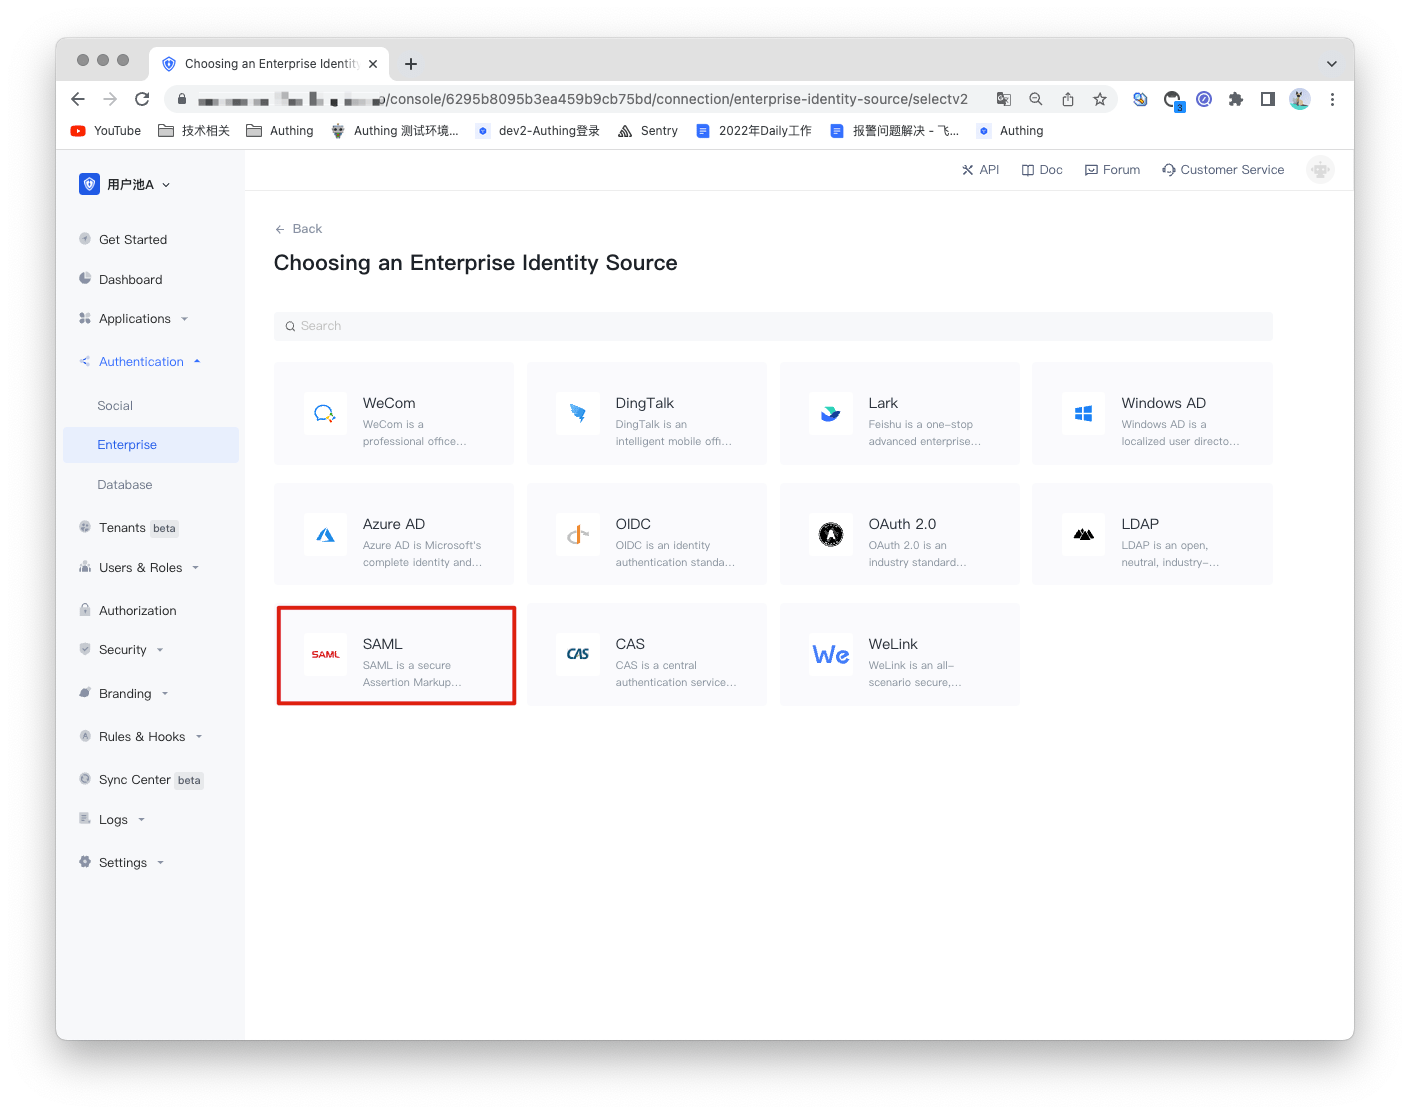 Choosing an Enterprise Identit
/console/6295b8095b3ea459b9cb75bd/connection/enterprise-identity-source/selectv2
3
YouTube
技术相关
Authing
Authing 测试环境...
dev2-Authing登录
Sentry
2022年Daily工作
报警问题解决 - 飞...
Authing
用户池A
API
Doc
Forum
Customer Service
Get Started
Dashboard
Applications
Authentication
Social
Enterprise
Database
Tenants beta
Users & Roles
Authorization
Security
Branding
Rules & Hooks
Sync Center beta
Logs
Settings
Back
Choosing an Enterprise Identity Source
Search
WeCom
WeCom is a
professional office...
DingTalk
DingTalk is an
intelligent mobile offi...
Lark
Feishu is a one-stop
advanced enterprise...
Windows AD
Windows AD is a
localized user directo...
Azure AD
Azure AD is Microsoft's
complete identity and...
OIDC
OIDC is an identity
authentication standa...
OAuth 2.0
OAuth 2.0 is an
industry standard...
LDAP
LDAP is an open,
neutral, industry-...
SAML
SAML
SAML is a secure
Assertion Markup...
CAS
CAS
CAS is a central
authentication service...
We
WeLink
WeLink is an all-
scenario secure,...